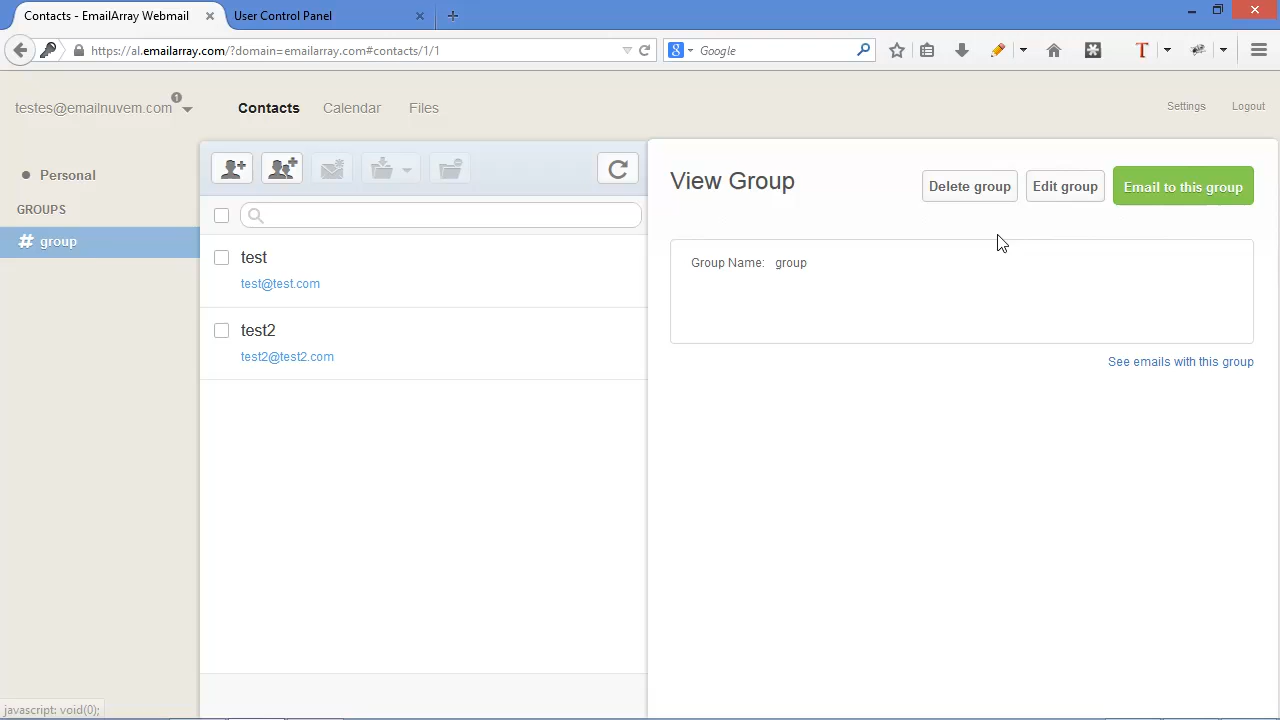 Contacts - EmailArray Webmail
User Control Panel
https://al.emailarray.com/?domain=emailarray.com#contacts/1/1
Google
testes@emailnuvem.com
1
Contacts
Calendar
Files
Settings
Logout
Personal
GROUPS
# group
test
test@test.com
test2
test2@test2.com
View Group
Delete group
Edit group
Email to this group
Group Name: group
See emails with this group
javascript: void(0);